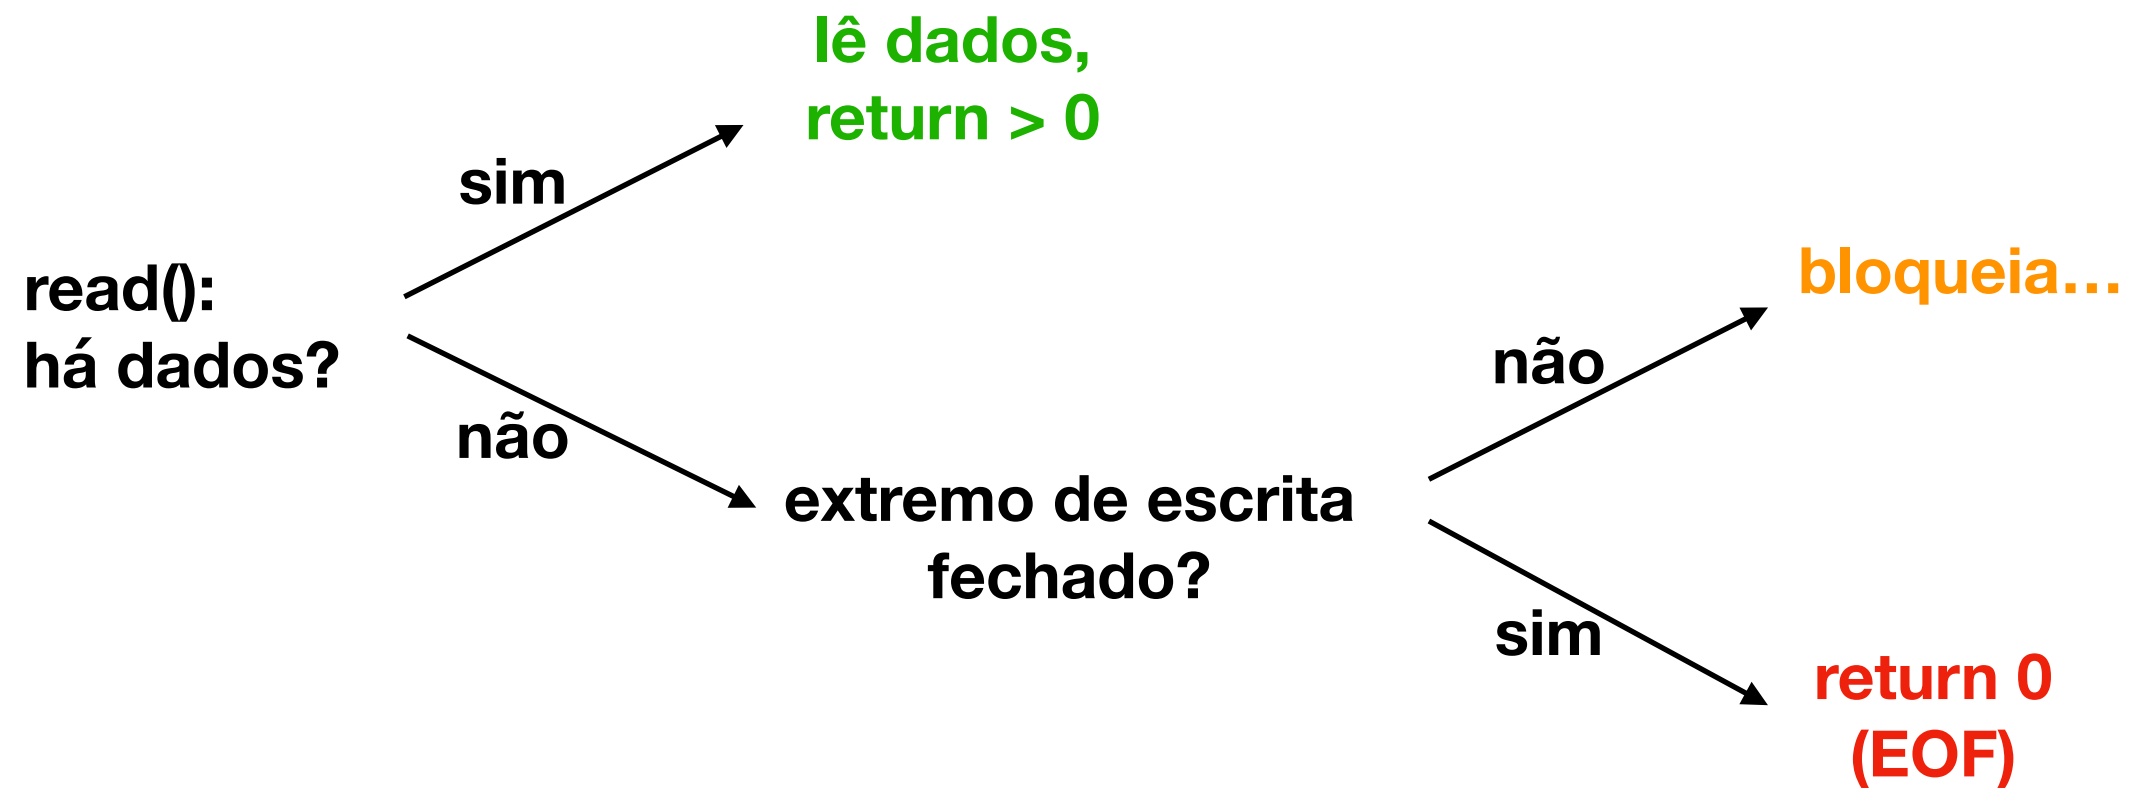 lê dados,
return > 0
sim
read():
há dados?
não
extremo de escrita
fechado?
não
bloqueia...
sim
return 0
(EOF)